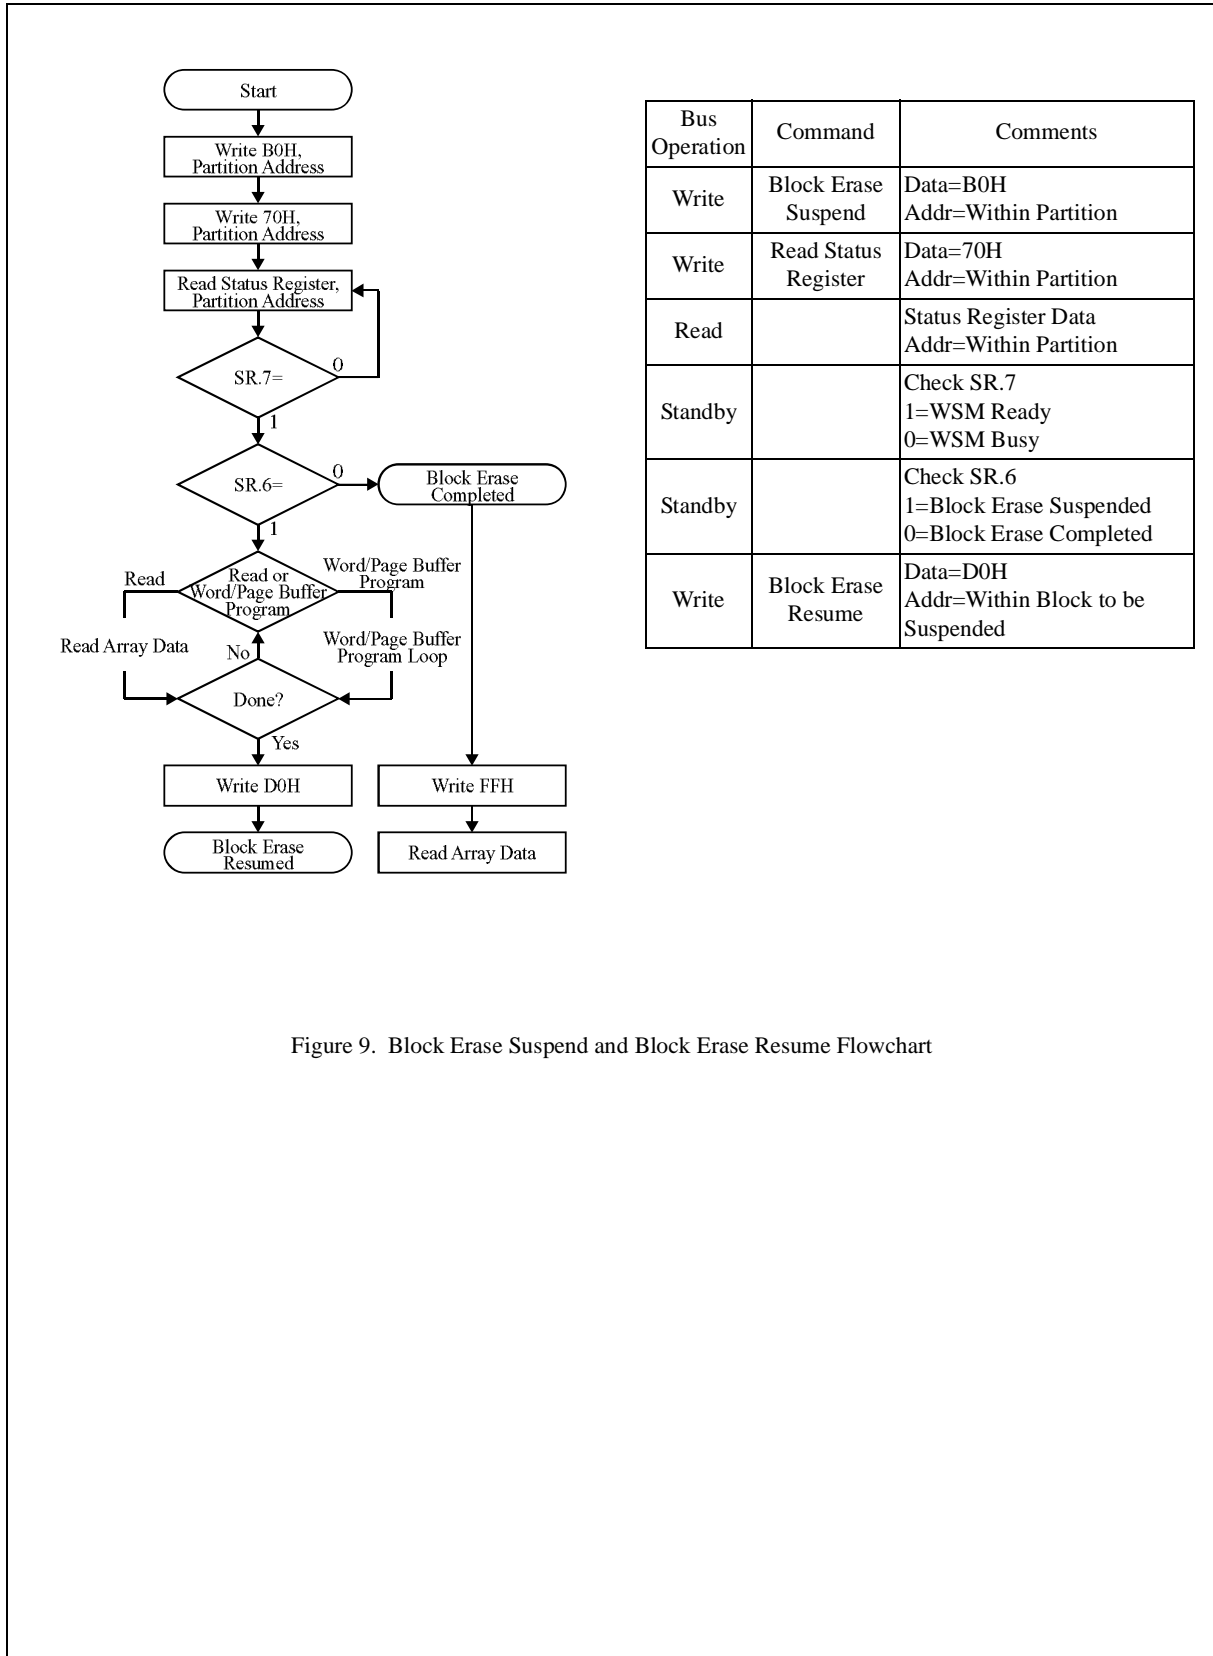 Start
Write B0H,
Partition Address
Write 70H,
Partition Address
Read Status Register,
Partition Address
SR.7=
0
1
SR.6=
0
Block Erase
Completed
1
Read
Read or
Word/Page Buffer
Program
Word/Page Buffer
Program
Read Array Data
No
Word/Page Buffer
Program Loop
Done?
Yes
Write D0H
Write FFH
Block Erase
Resumed
Read Array Data
Bus
Operation
Command
Comments
Write
Block Erase
Suspend
Data=B0H
Addr=Within Partition
Write
Read Status
Register
Data=70H
Addr=Within Partition
Read
Status Register Data
Addr=Within Partition
Standby
Check SR.7
1=WSM Ready
0=WSM Busy
Standby
Check SR.6
1=Block Erase Suspended
0=Block Erase Completed
Write
Block Erase
Resume
Data=D0H
Addr=Within Block to be
Suspended
Figure 9. Block Erase Suspend and Block Erase Resume Flowchart